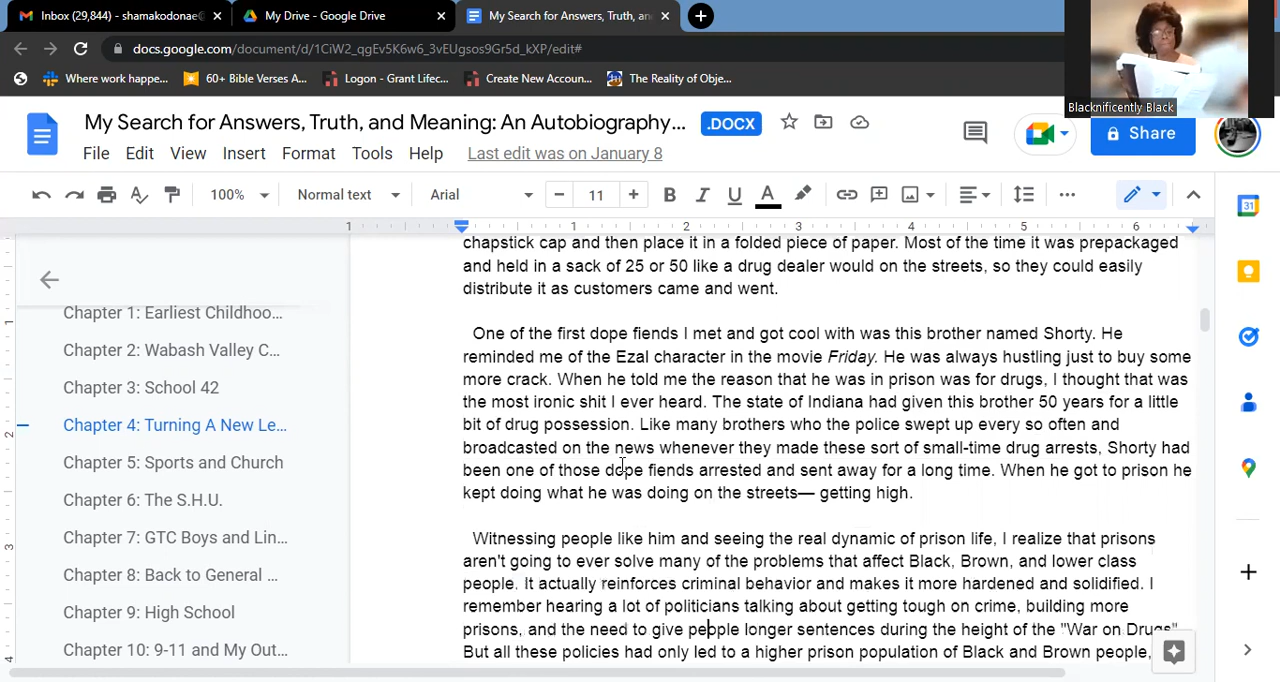 Inbox (29,844) - shamakodonae@
My Drive - Google Drive
My Search for Answers, Truth, an
docs.google.com/document/d/1CiW2_qgEv5K6w6_3vEUgsos9Gr5d_kXP/edit#
Where work happe...
60+ Bible Verses A...
Logon - Grant Lifec...
Create New Accoun...
The Reality of Obje...
Blacknificently Black
My Search for Answers, Truth, and Meaning: An Autobiography...
.DOCX
Share
File Edit View Insert Format Tools Help Last edit was on January 8
100% Normal text Arial 11 B I U A
1 1 2 3 4 5 6
Chapter 1: Earliest Childhoo...
Chapter 2: Wabash Valley C...
Chapter 3: School 42
Chapter 4: Turning A New Le...
Chapter 5: Sports and Church
Chapter 6: The S.H.U.
Chapter 7: GTC Boys and Lin...
Chapter 8: Back to General ...
Chapter 9: High School
Chapter 10: 9-11 and My Out...
chapstick cap and then place it in a folded piece of paper. Most of the time it was prepackaged
and held in a sack of 25 or 50 like a drug dealer would on the streets, so they could easily
distribute it as customers came and went.
One of the first dope fiends I met and got cool with was this brother named Shorty. He
reminded me of the Ezal character in the movie Friday. He was always hustling just to buy some
more crack. When he told me the reason that he was in prison was for drugs, I thought that was
the most ironic shit I ever heard. The state of Indiana had given this brother 50 years for a little
bit of drug possession. Like many brothers who the police swept up every so often and
broadcasted on the news whenever they made these sort of small-time drug arrests, Shorty had
been one of those dope fiends arrested and sent away for a long time. When he got to prison he
kept doing what he was doing on the streets— getting high.
Witnessing people like him and seeing the real dynamic of prison life, I realize that prisons
aren't going to ever solve many of the problems that affect Black, Brown, and lower class
people. It actually reinforces criminal behavior and makes it more hardened and solidified. I
remember hearing a lot of politicians talking about getting tough on crime, building more
prisons, and the need to give people longer sentences during the height of the "War on Drugs".
But all these policies had only led to a higher prison population of Black and Brown people,
1
2
3
4
31